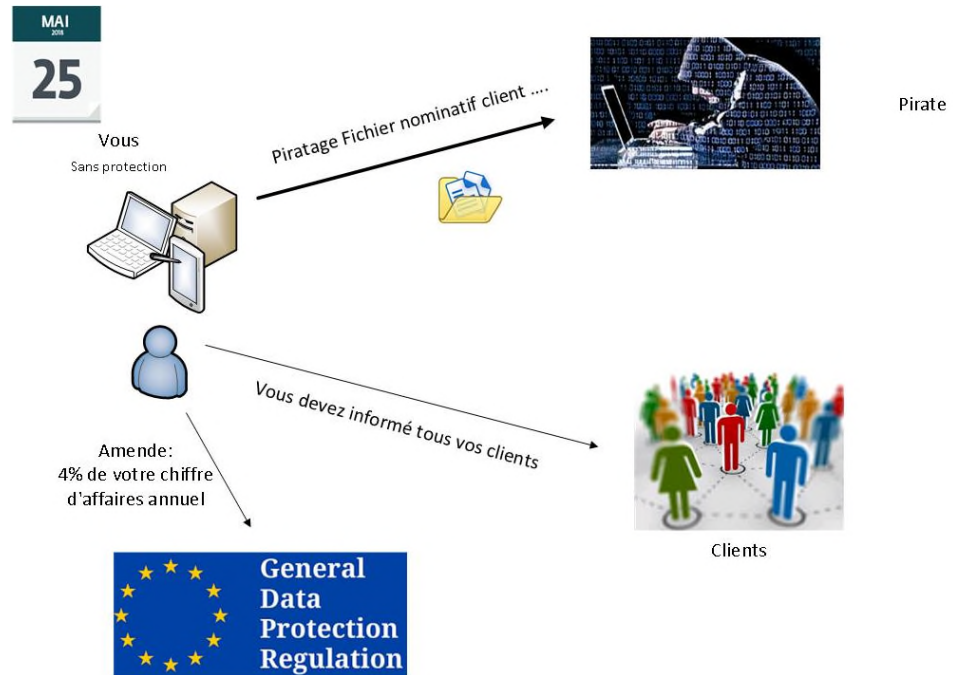 MAI
2018
25
Vous
Sans protection
Piratage Fichier nominatif client ....
Pirate
Vous devez informé tous vos clients
Amende:
4% de votre chiffre
d'affaires annuel
Clients
General
Data
Protection
Regulation